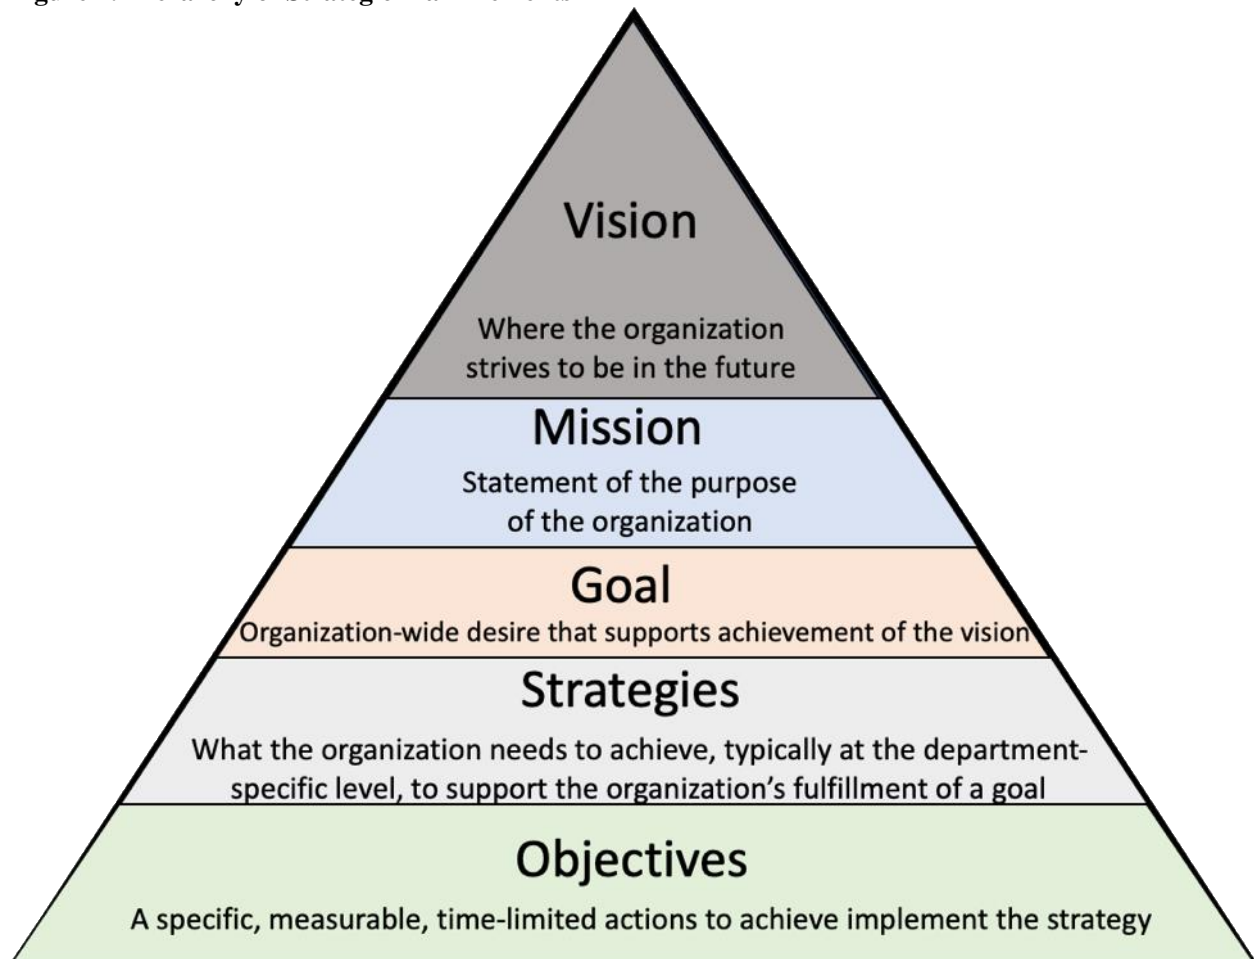 Vision
Where the organization
strives to be in the future
Mission
Statement of the purpose
of the organization
Goal
Organization-wide desire that supports achievement of the vision
Strategies
What the organization needs to achieve, typically at the department-
specific level, to support the organization's fulfillment of a goal
Objectives
A specific, measurable, time-limited actions to achieve implement the strategy